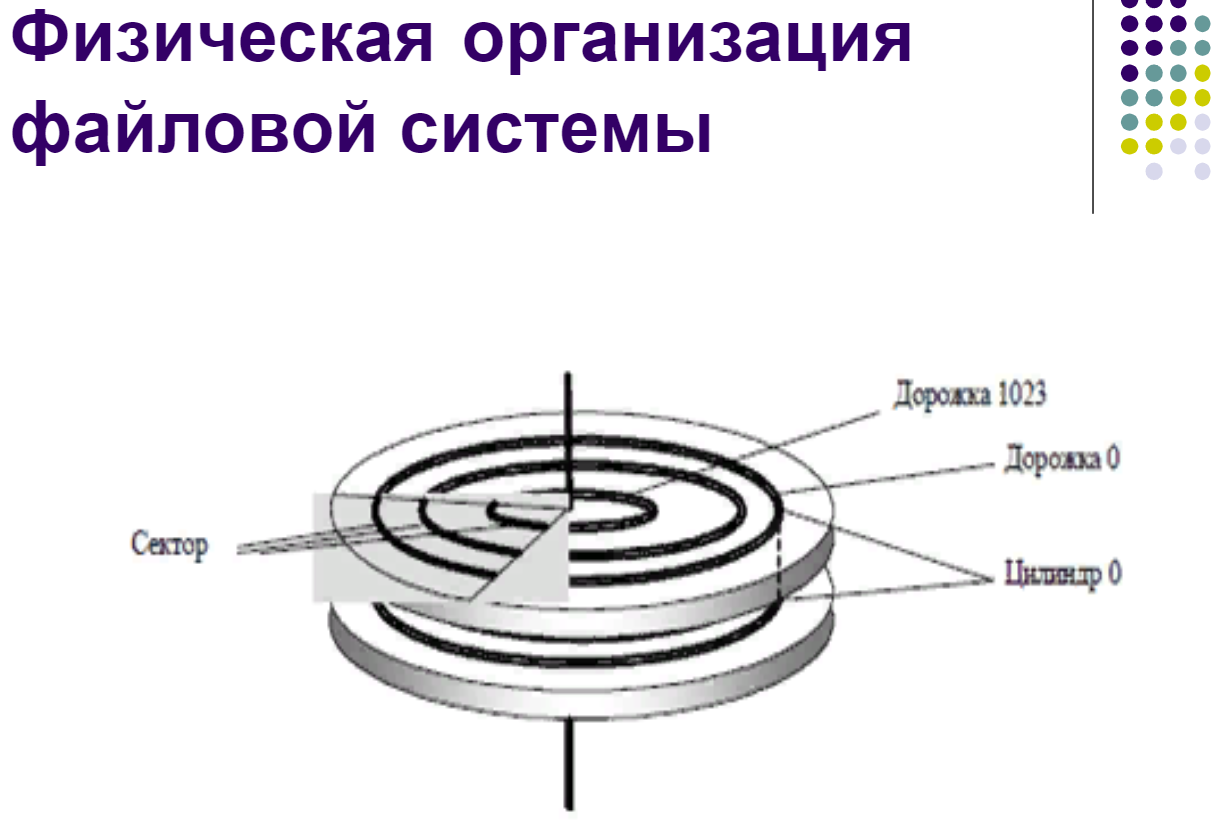 Физическая организация
файловой системы
Дорожка 1023
Дорожка 0
Сектор
Цилиндр 0